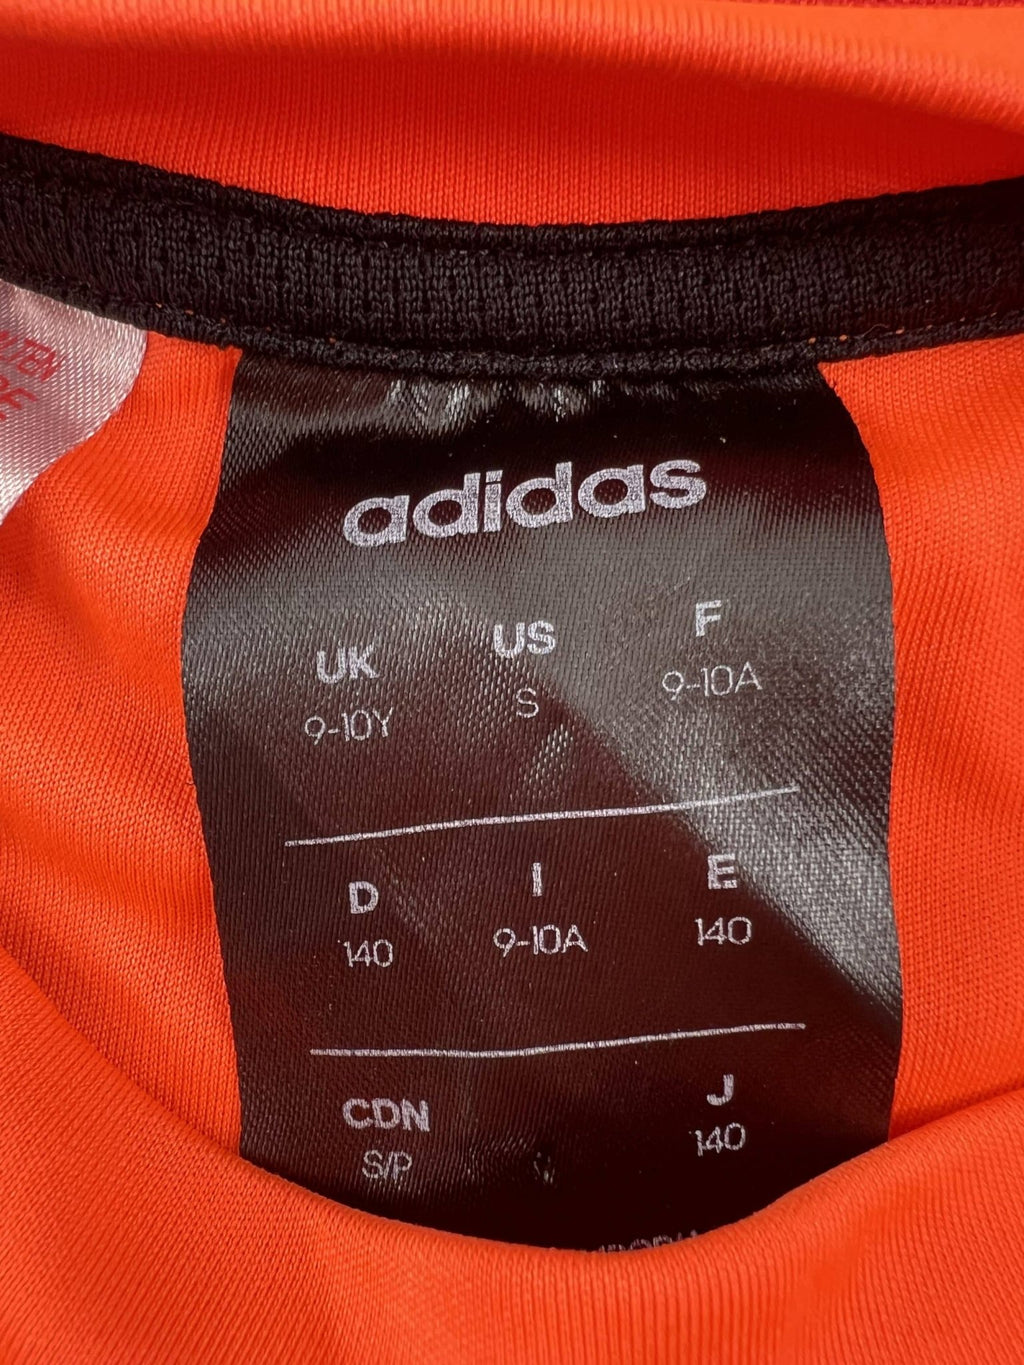 adidas
UK US F
9-10Y S 9-10A
D I E
140 9-10A 140
CDN J
S/P 140